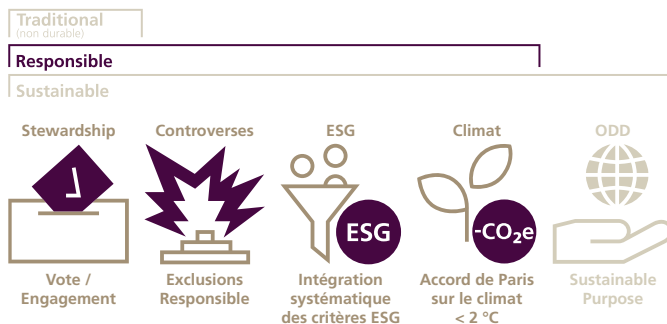 Traditional
(non durable)
Responsible
Sustainable
Stewardship
Controverses
ESG
Climat
ODD
ESG
-CO₂e
Vote /
Engagement
Exclusions
Responsible
Intégration
systématique
des critères ESG
Accord de Paris
sur le climat
< 2 °C
Sustainable
Purpose